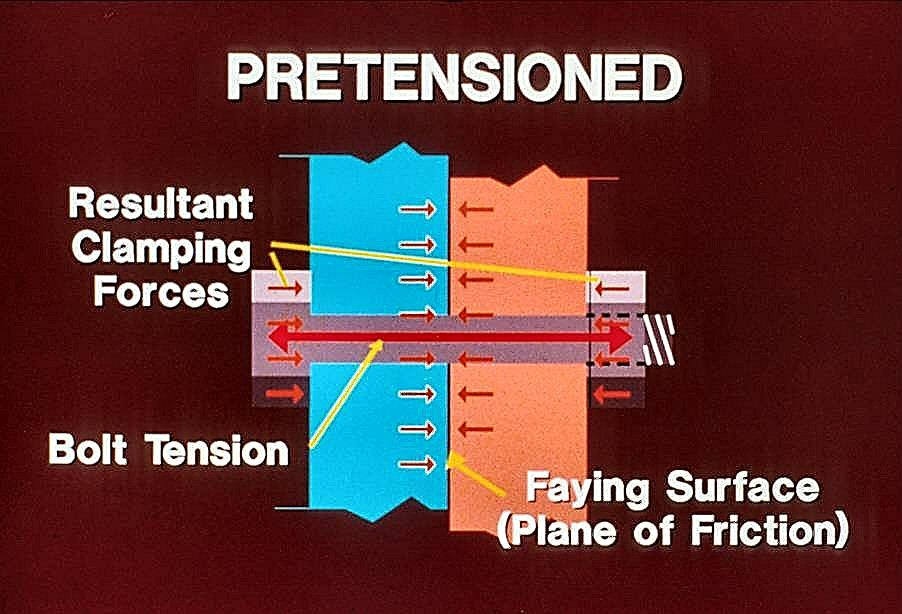 PRETENSIONED
Resultant
Clamping
Forces
Bolt Tension
Faying Surface
(Plane of Friction)